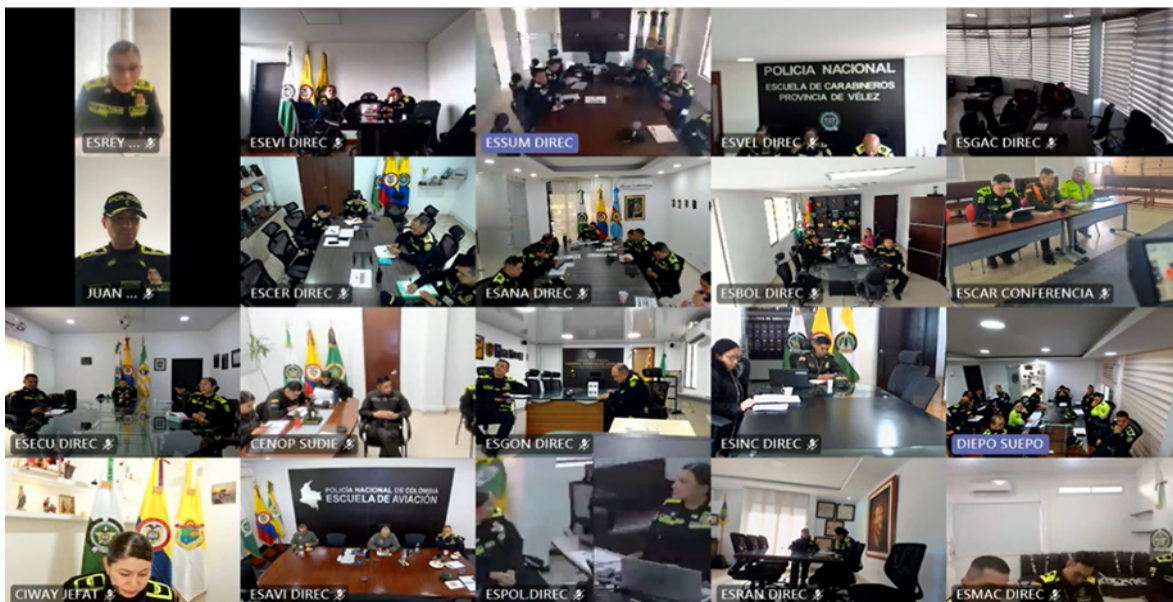 ESREY ...
ESEVI DIREC
ESSUM DIREC
POLICIA NACIONAL
ESCUELA DE CARABINEROS
PROVINCIA DE VÉLEZ
ESVEL DIREC
ESGAC DIREC
JUAN ...
ESCER DIREC
ESANA DIREC
ESBOL DIREC
ESCAR CONFERENCIA
ESECU DIREC
CENOP SUDIE
ESGON DIREC
ESINC DIREC
DIEPO SUEPO
CIWAY JEFAT
POLICÍA NACIONAL DE COLOMBIA
ESCUELA DE AVIACIÓN
ESAVI DIREC
ESPOL.DIREC
ESRAN DIREC
ESMAC DIREC